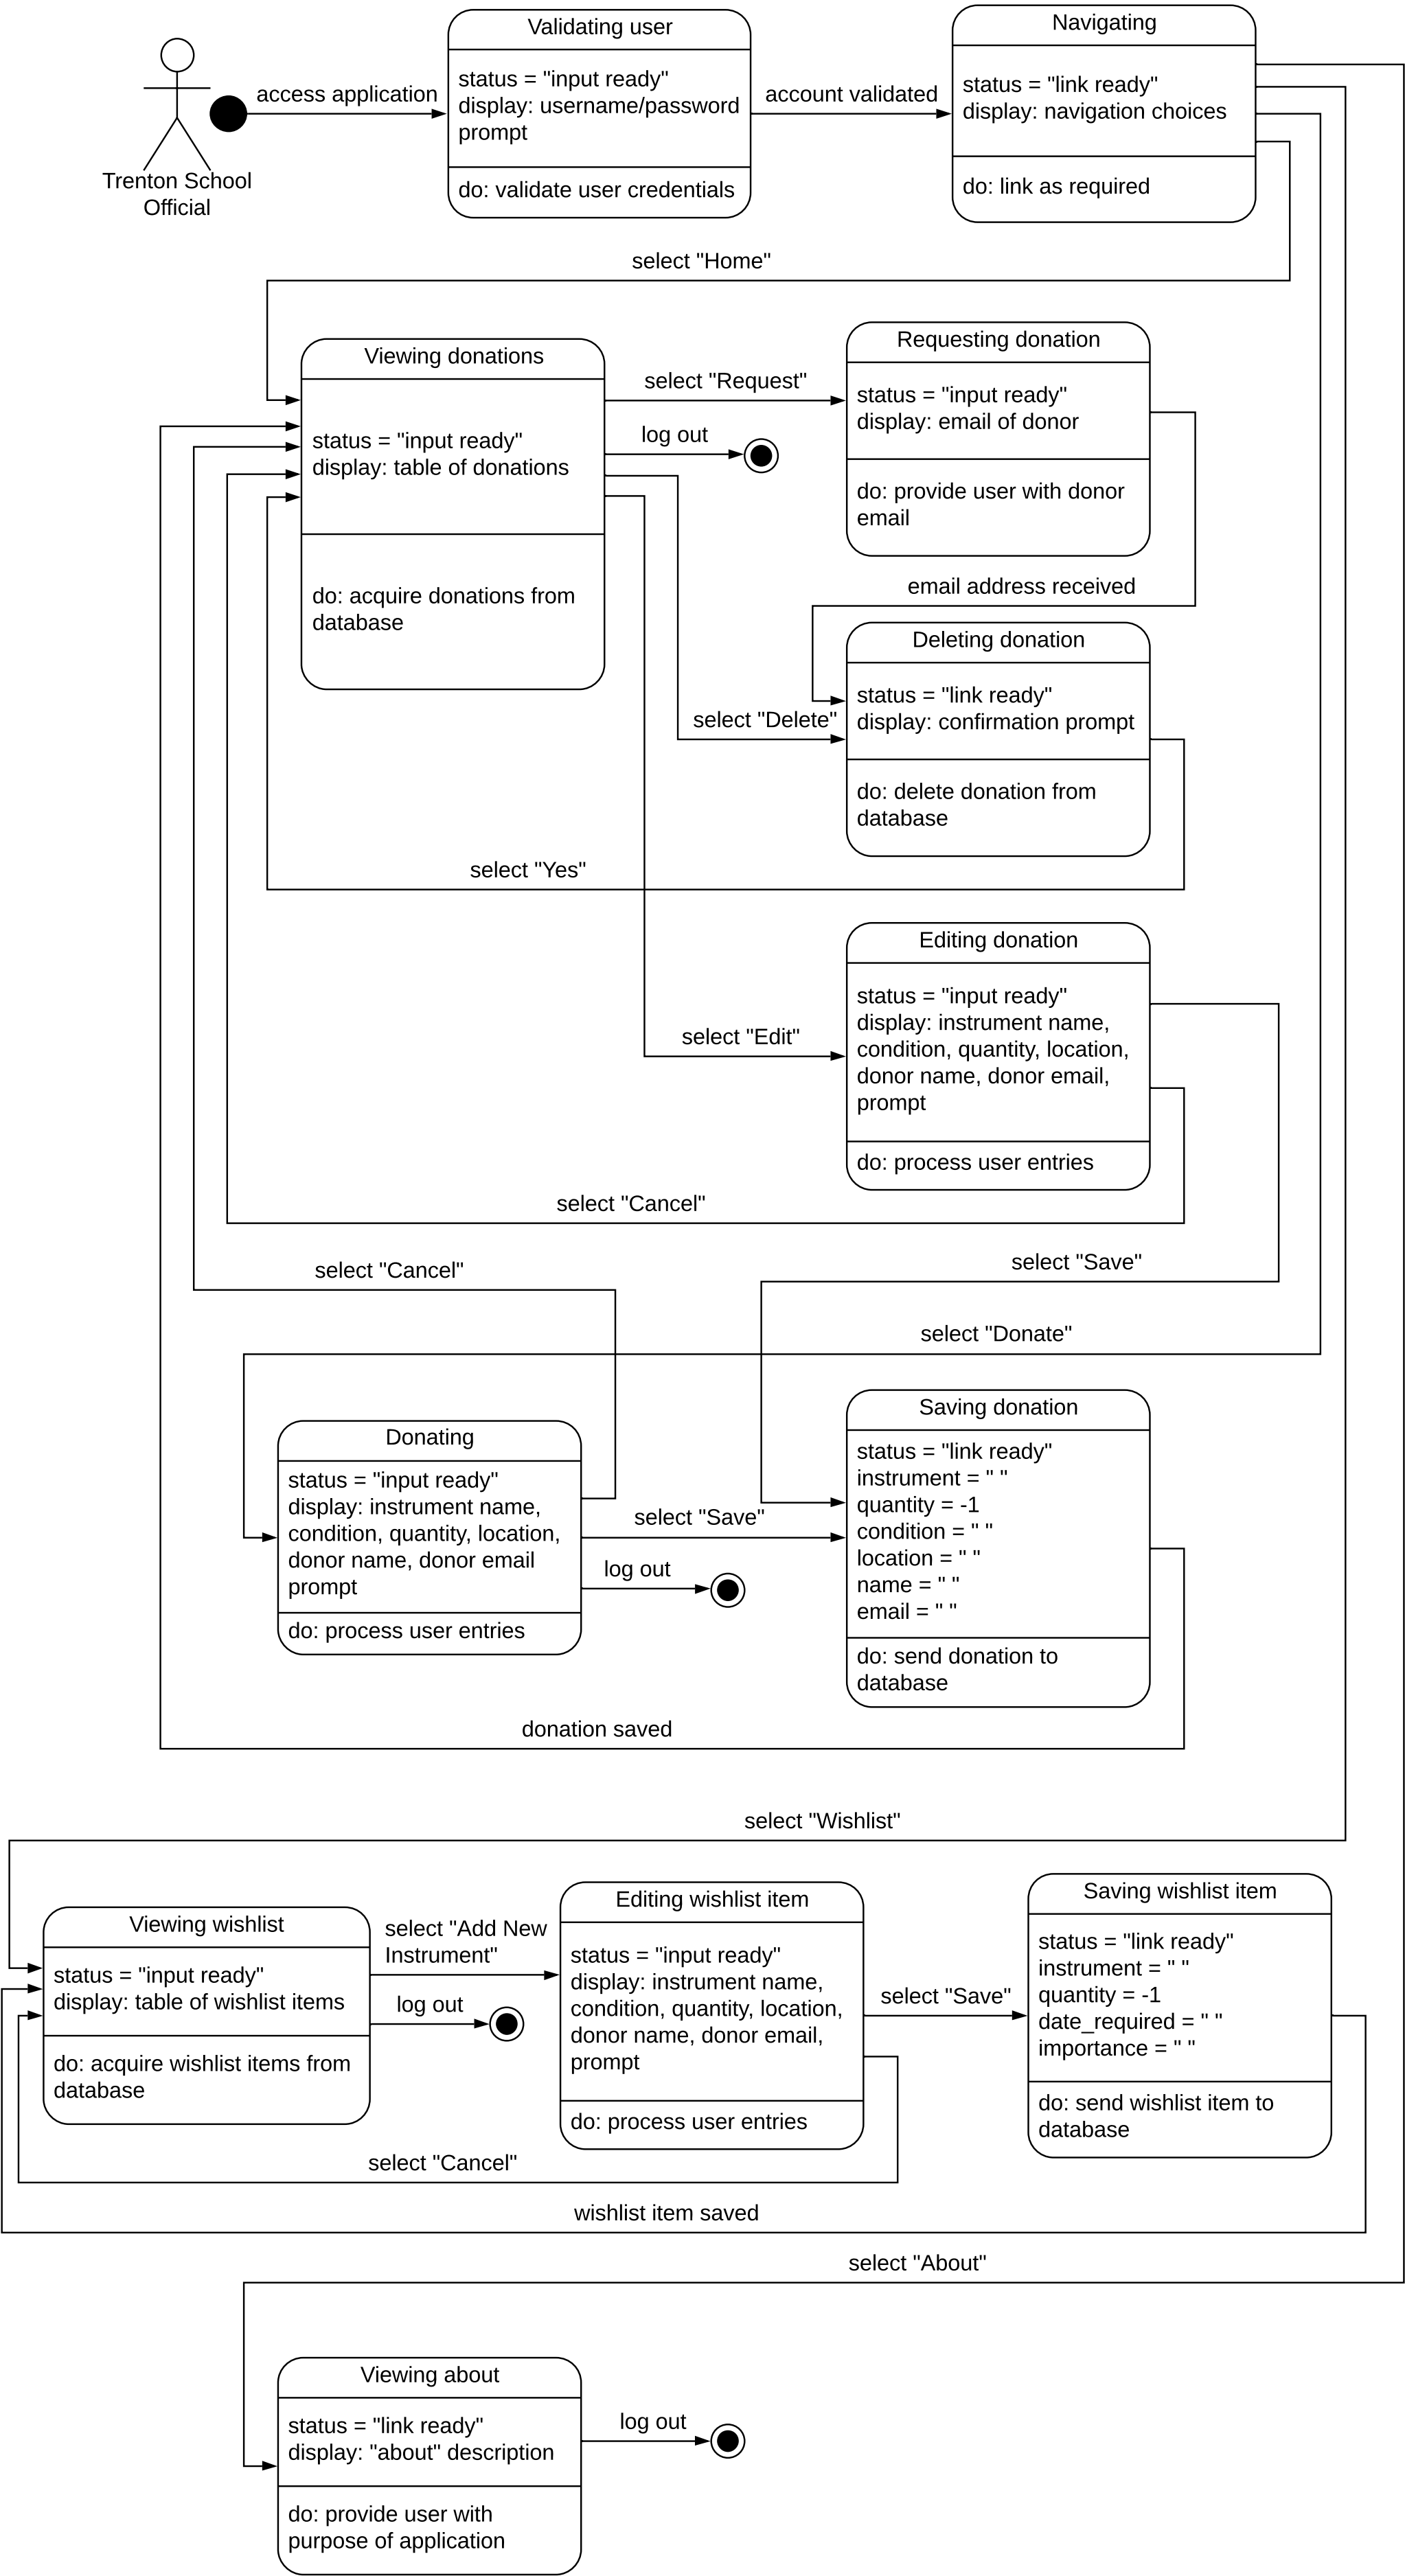 Trenton School
Official
access application
Validating user
status = "input ready"
display: username/password
prompt
do: validate user credentials
account validated
Navigating
status = "link ready"
display: navigation choices
do: link as required
select "Home"
Viewing donations
status = "input ready"
display: table of donations
do: acquire donations from
database
select "Request"
log out
Requesting donation
status = "input ready"
display: email of donor
do: provide user with donor
email
email address received
select "Delete"
Deleting donation
status = "link ready"
display: confirmation prompt
do: delete donation from
database
select "Yes"
select "Edit"
Editing donation
status = "input ready"
display: instrument name,
condition, quantity, location,
donor name, donor email,
prompt
do: process user entries
select "Cancel"
select "Cancel"
select "Save"
select "Donate"
Donating
status = "input ready"
display: instrument name,
condition, quantity, location,
donor name, donor email
prompt
do: process user entries
select "Save"
log out
Saving donation
status = "link ready"
instrument = " "
quantity = -1
condition = " "
location = " "
name = " "
email = " "
do: send donation to
database
donation saved
select "Wishlist"
Viewing wishlist
status = "input ready"
display: table of wishlist items
do: acquire wishlist items from
database
select "Add New
Instrument"
log out
Editing wishlist item
status = "input ready"
display: instrument name,
condition, quantity, location,
donor name, donor email,
prompt
do: process user entries
select "Save"
Saving wishlist item
status = "link ready"
instrument = " "
quantity = -1
date_required = " "
importance = " "
do: send wishlist item to
database
select "Cancel"
wishlist item saved
select "About"
Viewing about
status = "link ready"
display: "about" description
do: provide user with
purpose of application
log out